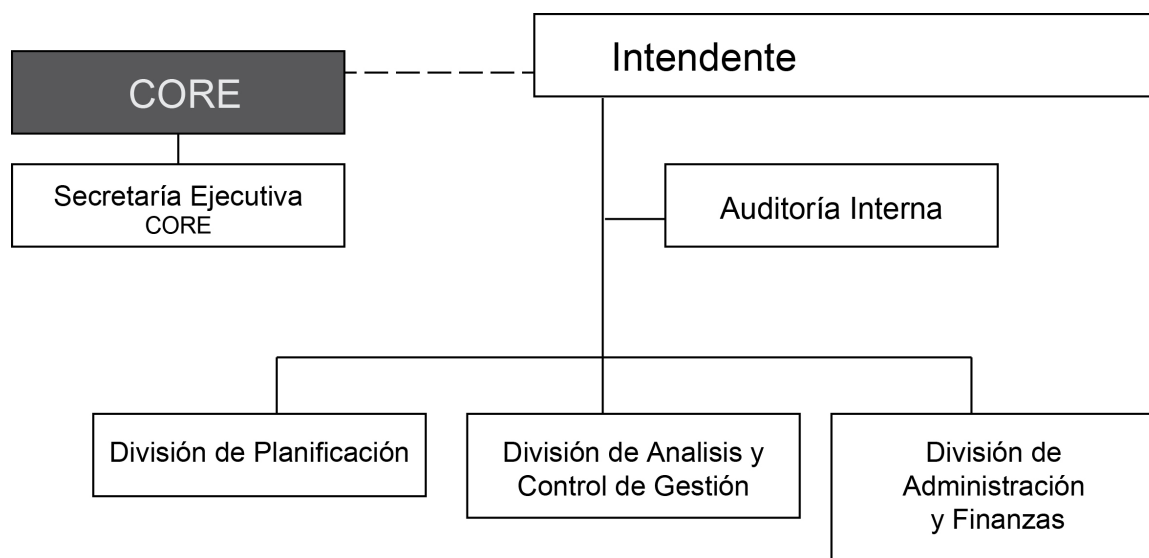 Intendente
CORE
Secretaría Ejecutiva
CORE
Auditoría Interna
División de Planificación
División de Analisis y
Control de Gestión
División de
Administración
y Finanzas